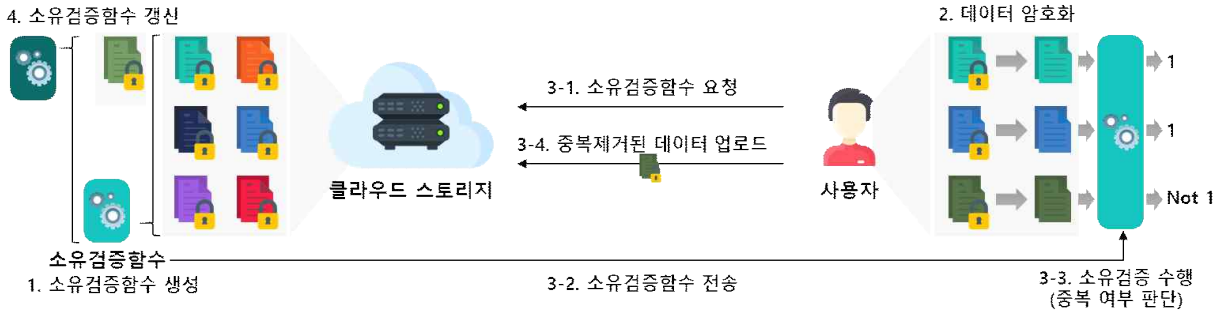 4. 소유검증함수 갱신
2. 데이터 암호화
3-1. 소유검증함수 요청
1
1
3-4. 중복제거된 데이터 업로드
클라우드 스토리지
사용자
Not 1
소유검증함수
1. 소유검증함수 생성
3-2. 소유검증함수 전송
3-3. 소유검증 수행
(중복 여부 판단)